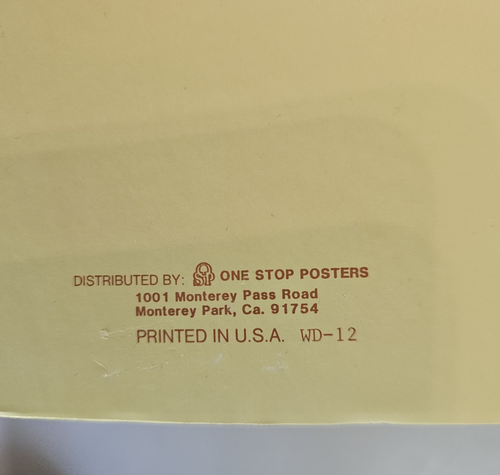 DISTRIBUTED BY: OSP ONE STOP POSTERS
1001 Monterey Pass Road
Monterey Park, Ca. 91754
PRINTED IN U.S.A. WD-12